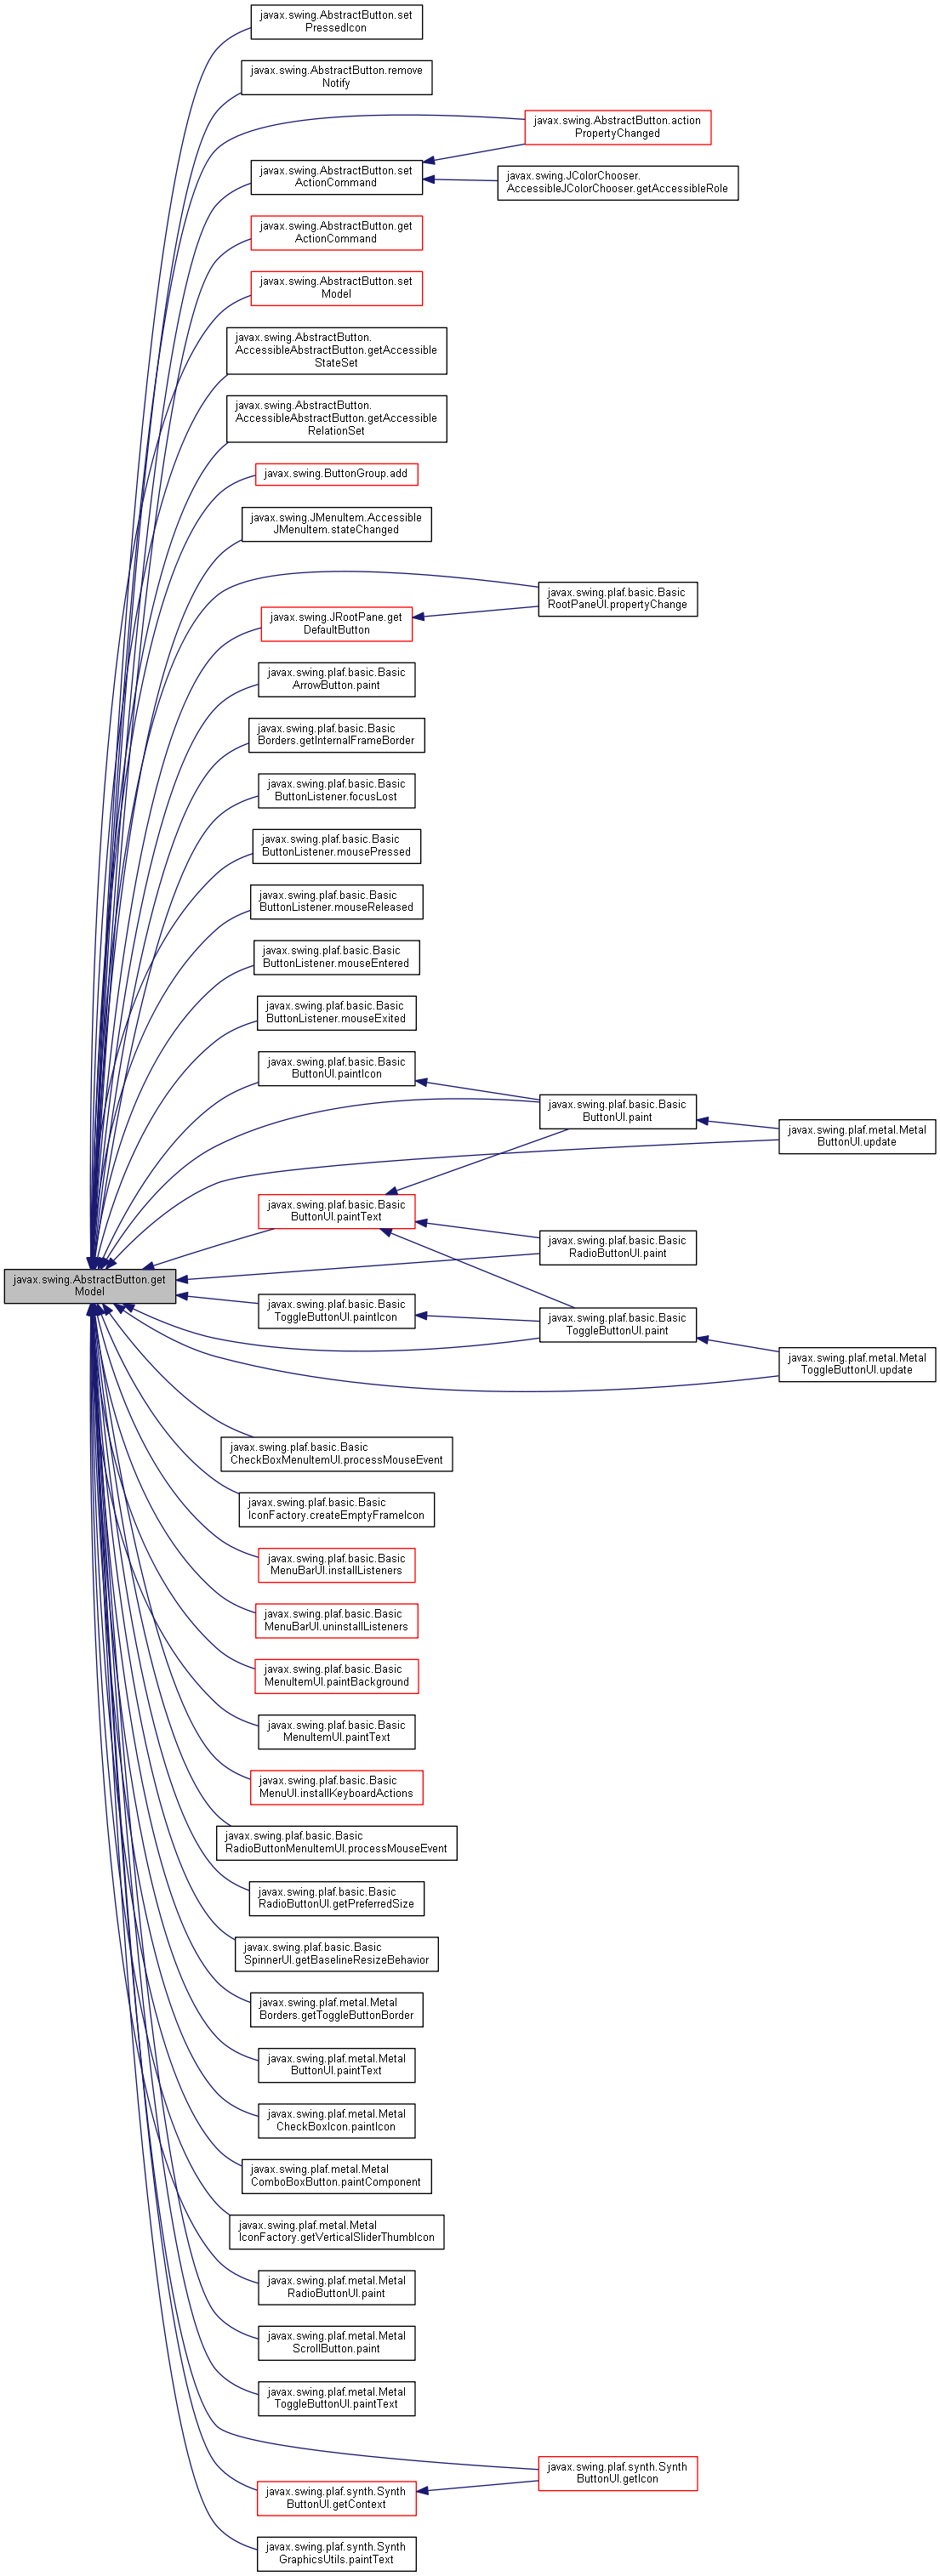 javax.swing.AbstractButton.set
PressedIcon
javax.swing.AbstractButton.remove
Notify
javax.swing.AbstractButton.action
PropertyChanged
javax.swing.AbstractButton.set
ActionCommand
javax.swing.JColorChooser.
AccessibleJColorChooser.getAccessibleRole
javax.swing.AbstractButton.get
ActionCommand
javax.swing.AbstractButton.set
Model
javax.swing.AbstractButton.
AccessibleAbstractButton.getAccessible
StateSet
javax.swing.AbstractButton.
AccessibleAbstractButton.getAccessible
RelationSet
javax.swing.ButtonGroup.add
javax.swing.JMenuItem.Accessible
JMenuItem.stateChanged
javax.swing.plaf.basic.Basic
RootPaneUI.propertyChange
javax.swing.JRootPane.get
DefaultButton
javax.swing.plaf.basic.Basic
ArrowButton.paint
javax.swing.plaf.basic.Basic
Borders.getInternalFrameBorder
javax.swing.plaf.basic.Basic
ButtonListener.focusLost
javax.swing.plaf.basic.Basic
ButtonListener.mousePressed
javax.swing.plaf.basic.Basic
ButtonListener.mouseReleased
javax.swing.plaf.basic.Basic
ButtonListener.mouseEntered
javax.swing.plaf.basic.Basic
ButtonListener.mouseExited
javax.swing.plaf.basic.Basic
ButtonUI.paintIcon
javax.swing.plaf.basic.Basic
ButtonUI.paint
javax.swing.plaf.metal.Metal
ButtonUI.update
javax.swing.plaf.basic.Basic
ButtonUI.paintText
javax.swing.plaf.basic.Basic
RadioButtonUI.paint
javax.swing.AbstractButton.get
Model
javax.swing.plaf.basic.Basic
ToggleButtonUI.paintIcon
javax.swing.plaf.basic.Basic
ToggleButtonUI.paint
javax.swing.plaf.metal.Metal
ToggleButtonUI.update
javax.swing.plaf.basic.Basic
CheckBoxMenuItemUI.processMouseEvent
javax.swing.plaf.basic.Basic
IconFactory.createEmptyFrameIcon
javax.swing.plaf.basic.Basic
MenuBarUI.installListeners
javax.swing.plaf.basic.Basic
MenuBarUI.uninstallListeners
javax.swing.plaf.basic.Basic
MenuItemUI.paintBackground
javax.swing.plaf.basic.Basic
MenuItemUI.paintText
javax.swing.plaf.basic.Basic
MenuUI.installKeyboardActions
javax.swing.plaf.basic.Basic
RadioButtonMenuItemUI.processMouseEvent
javax.swing.plaf.basic.Basic
RadioButtonUI.getPreferredSize
javax.swing.plaf.basic.Basic
SpinnerUI.getBaselineResizeBehavior
javax.swing.plaf.metal.Metal
Borders.getToggleButtonBorder
javax.swing.plaf.metal.Metal
ButtonUI.paintText
javax.swing.plaf.metal.Metal
CheckBoxIcon.paintIcon
javax.swing.plaf.metal.Metal
ComboBoxButton.paintComponent
javax.swing.plaf.metal.Metal
IconFactory.getVerticalSliderThumbIcon
javax.swing.plaf.metal.Metal
RadioButtonUI.paint
javax.swing.plaf.metal.Metal
ScrollButton.paint
javax.swing.plaf.metal.Metal
ToggleButtonUI.paintText
javax.swing.plaf.synth.Synth
ButtonUI.getIcon
javax.swing.plaf.synth.Synth
ButtonUI.getContext
javax.swing.plaf.synth.Synth
GraphicsUtils.paintText